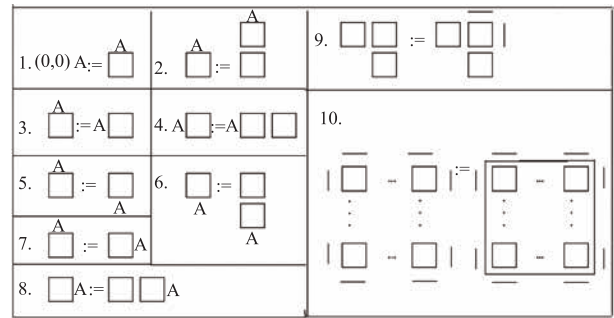 A
1. (0,0) A:=
A
2. A :=
9. :=
A
3. :=A
4. A :=A
10.
A
5. :=
A
6. :=
A
A
:=
A
7. := A
8. A:= A